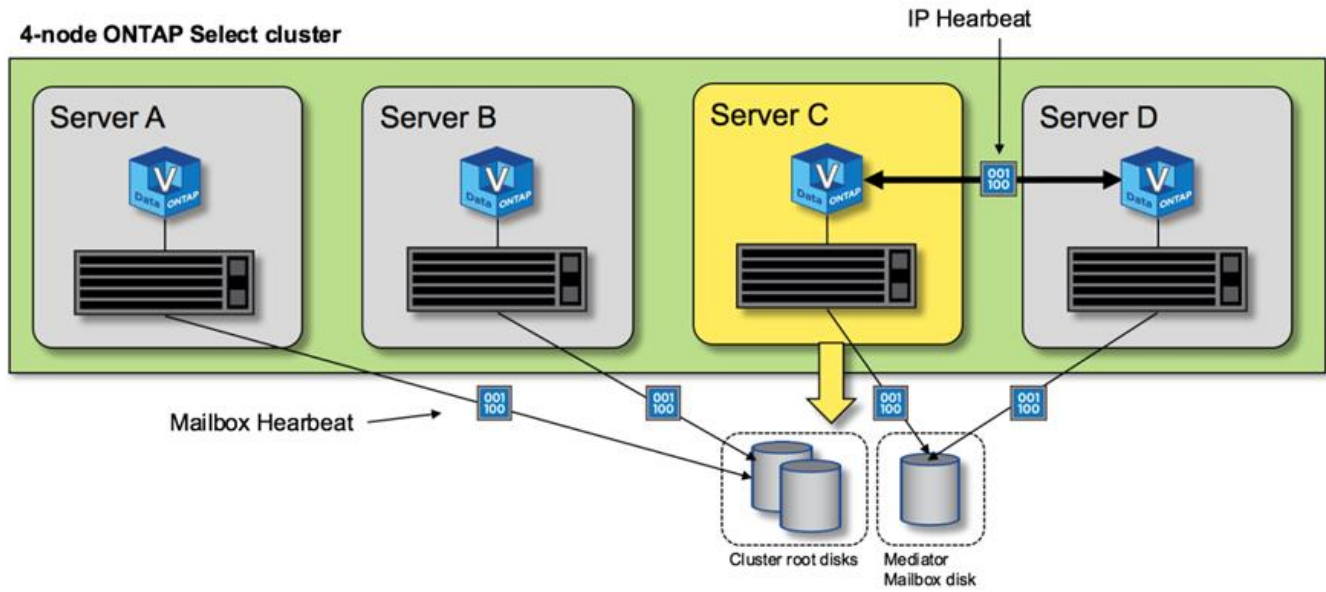 IP Hearbeat
4-node ONTAP Select cluster
Server A
Server B
Server C
Server D
V
Data ONTAP
V
Data ONTAP
V
Data ONTAP
V
Data ONTAP
001
100
Mailbox Hearbeat
001
100
001
100
001
100
001
100
Cluster root disks
Mediator
Mailbox disk